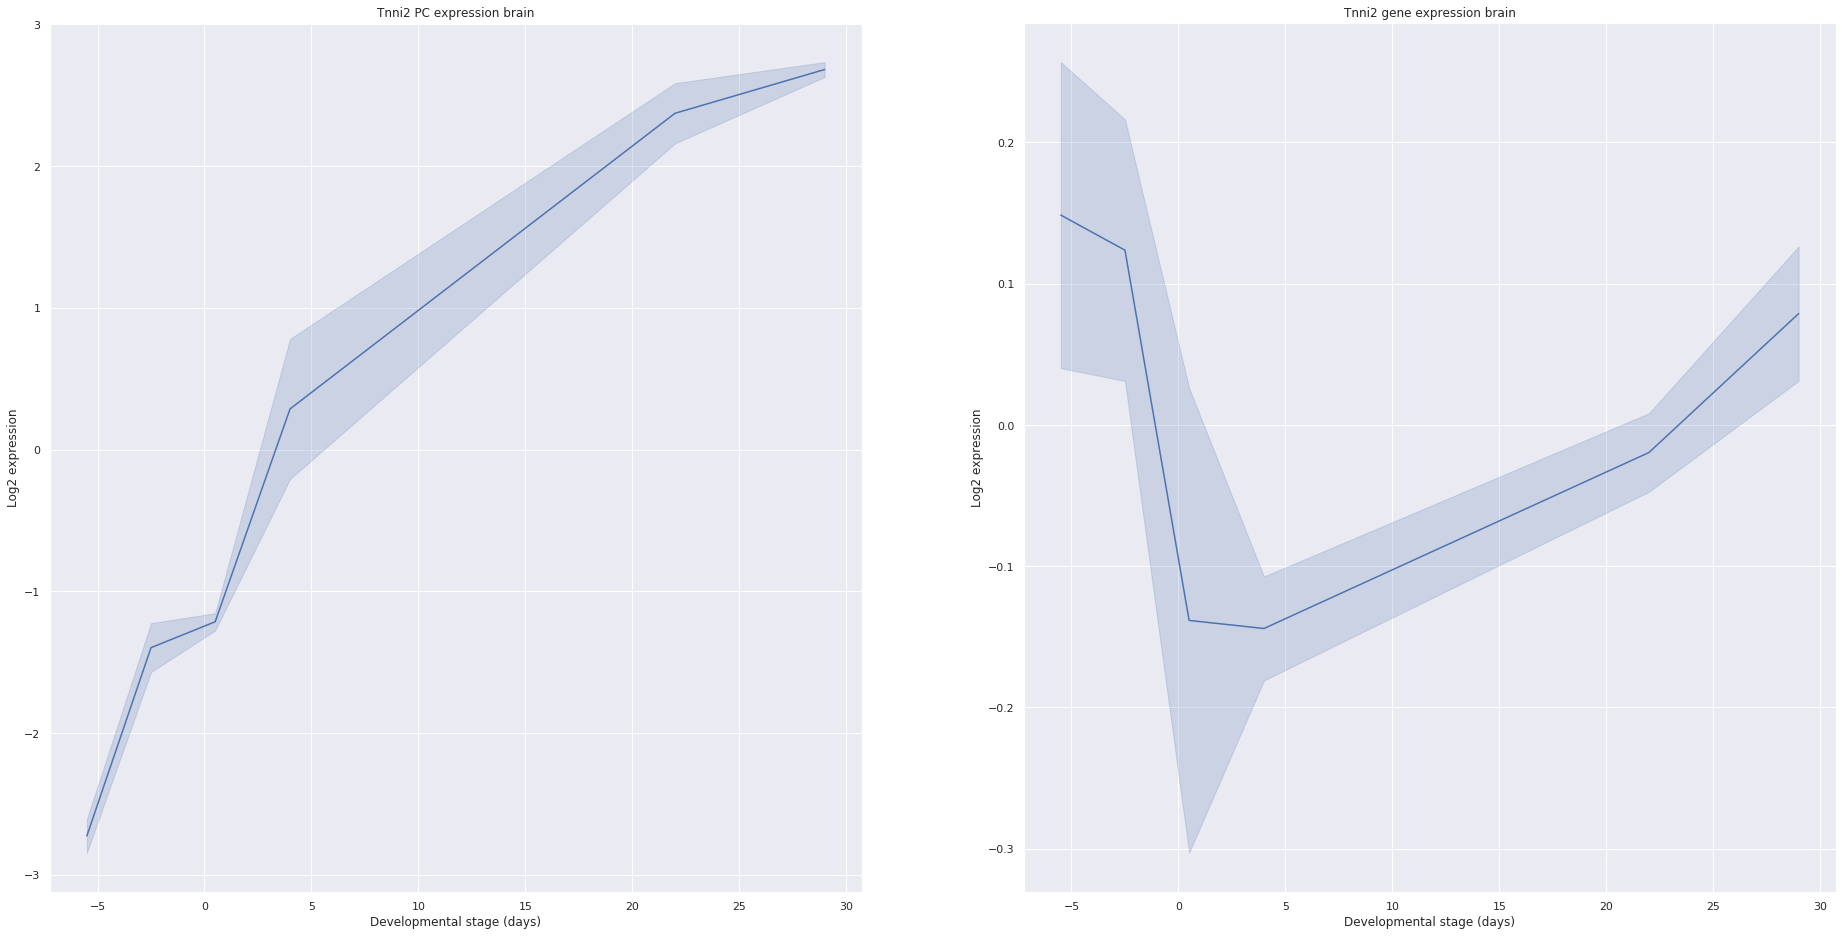 Tnni2 PC expression brain
Log2 expression
3
2
1
0
−1
−2
−3
−5 0 5 10 15 20 25 30
Developmental stage (days)
Tnni2 gene expression brain
Log2 expression
0.2
0.1
0.0
−0.1
−0.2
−0.3
−5 0 5 10 15 20 25 30
Developmental stage (days)